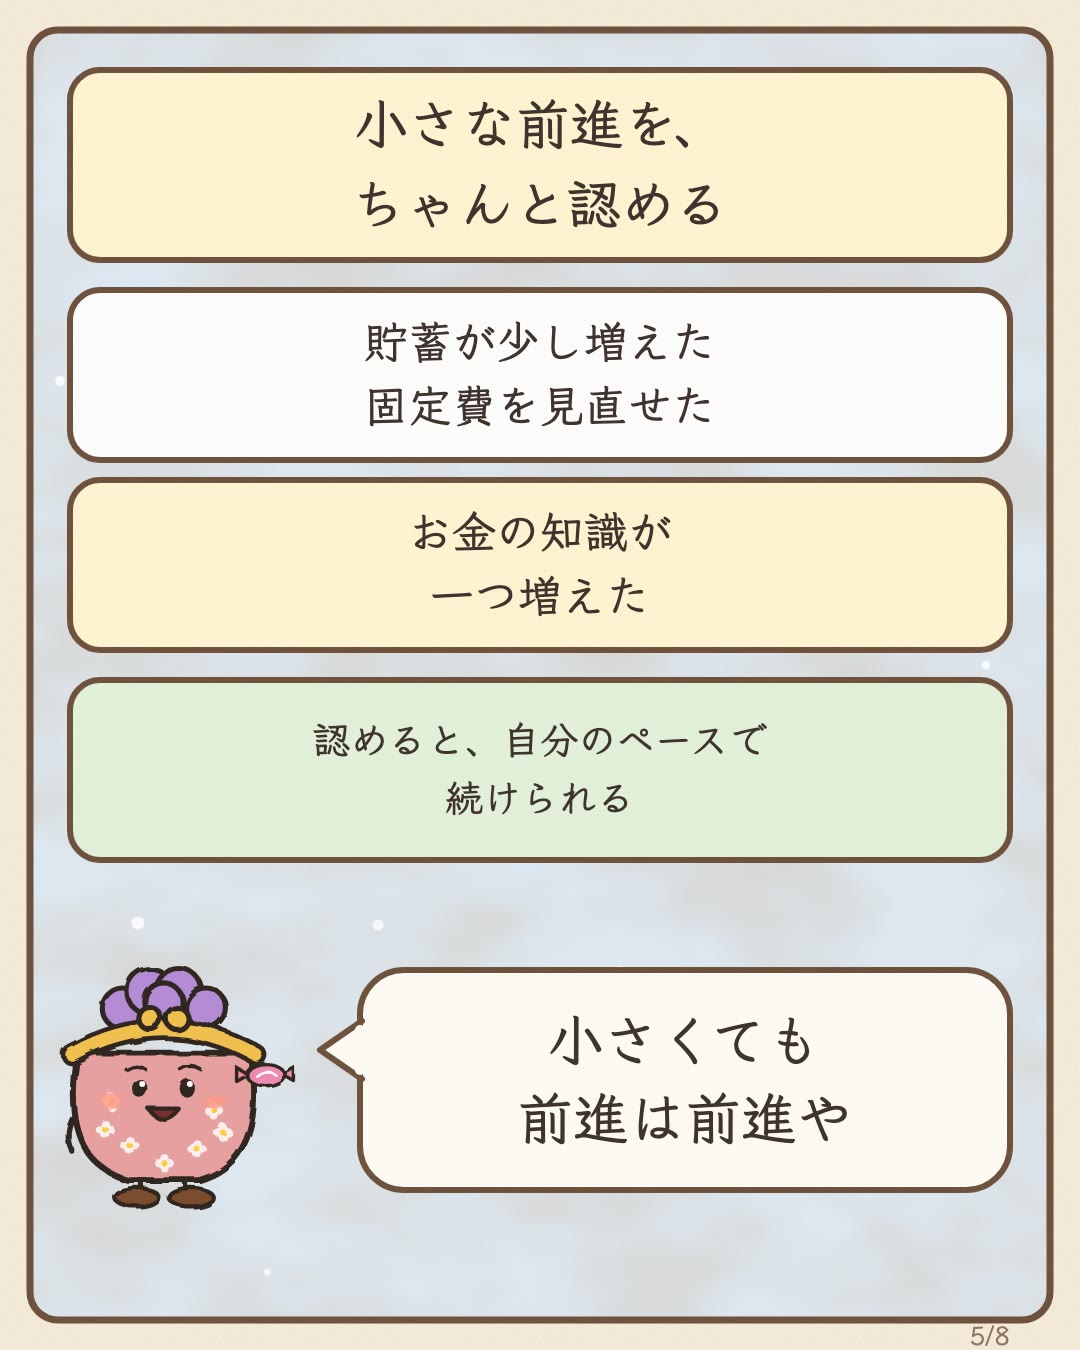 小さな前進を、
ちゃんと認める
貯蓄が少し増えた
固定費を見直せた
お金の知識が
一つ増えた
認めると、自分のペースで
続けられる
小さくても
前進は前進や
5/8